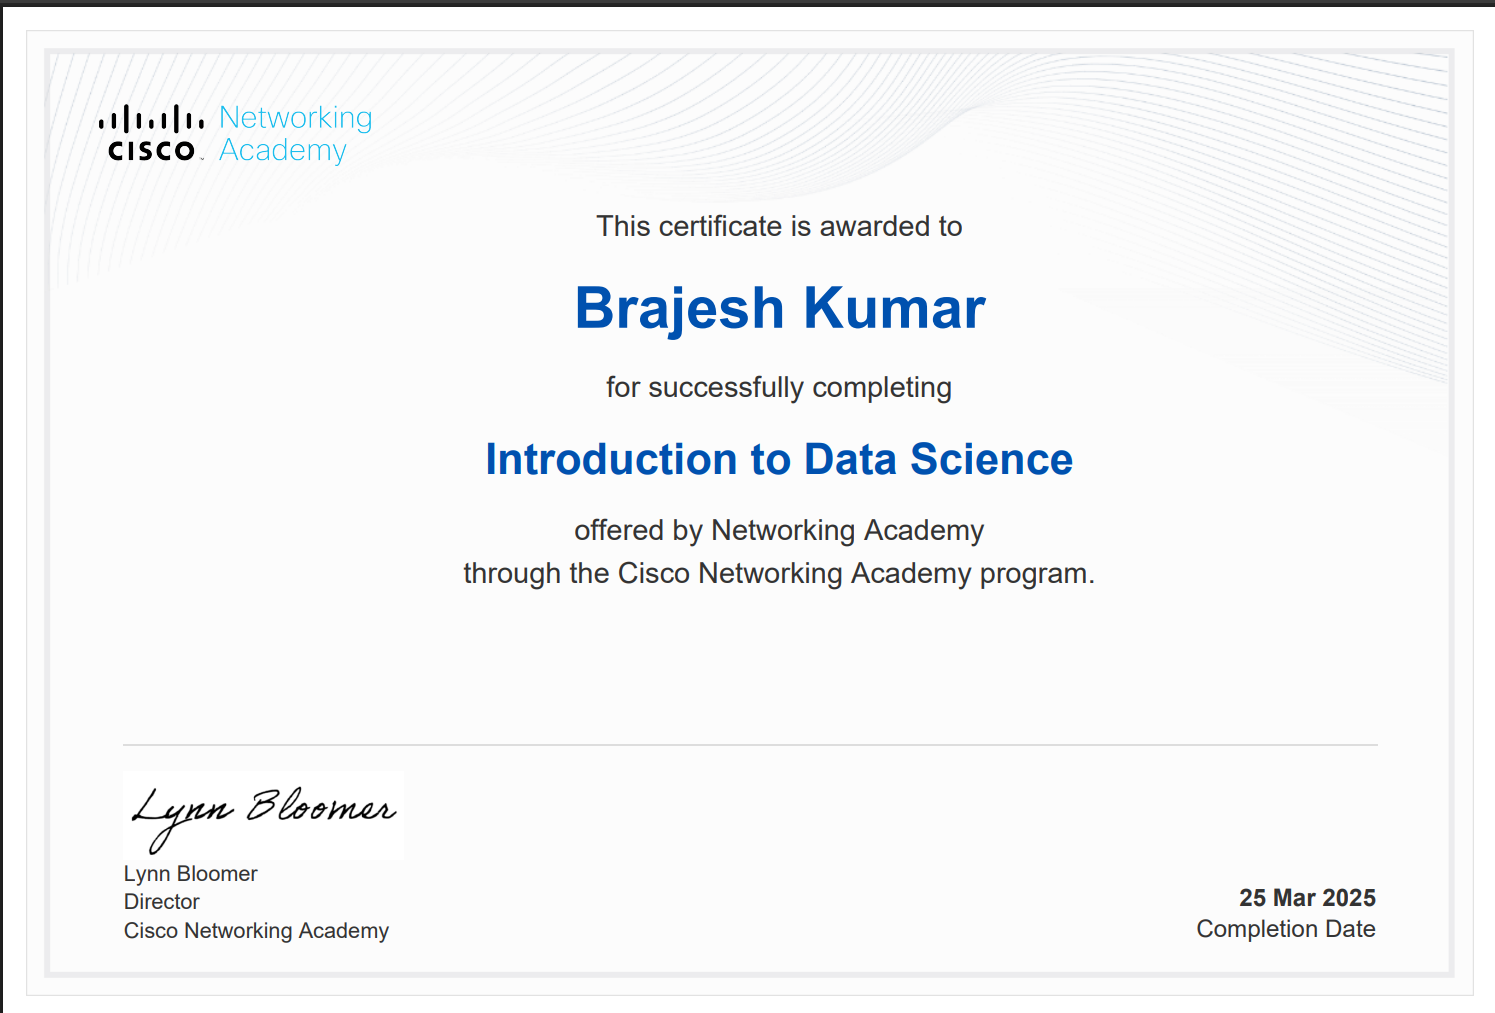 CISCO
Networking
Academy
This certificate is awarded to
Brajesh Kumar
for successfully completing
Introduction to Data Science
offered by Networking Academy
through the Cisco Networking Academy program.
Lynn Bloomer
Lynn Bloomer
Director
Cisco Networking Academy
25 Mar 2025
Completion Date